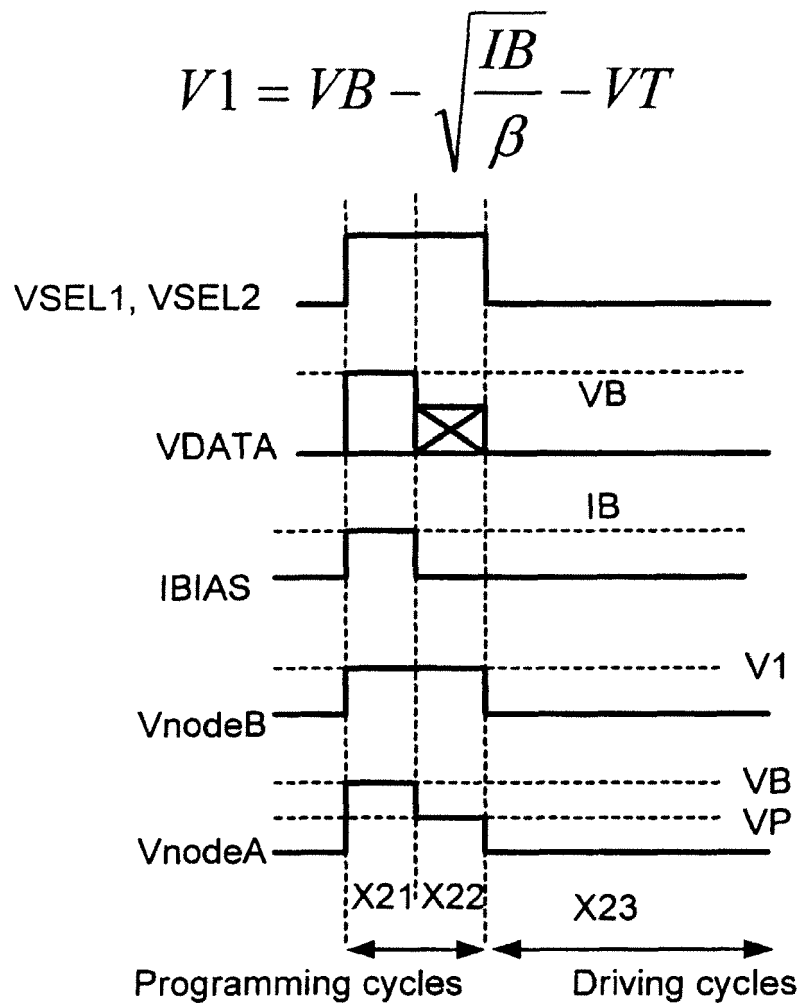 V1 = VB - √(IB/β) - VT
VSEL1, VSEL2
VB
VDATA
IB
IBIAS
V1
VnodeB
VB
VP
VnodeA
X21 X22 X23
Programming cycles Driving cycles